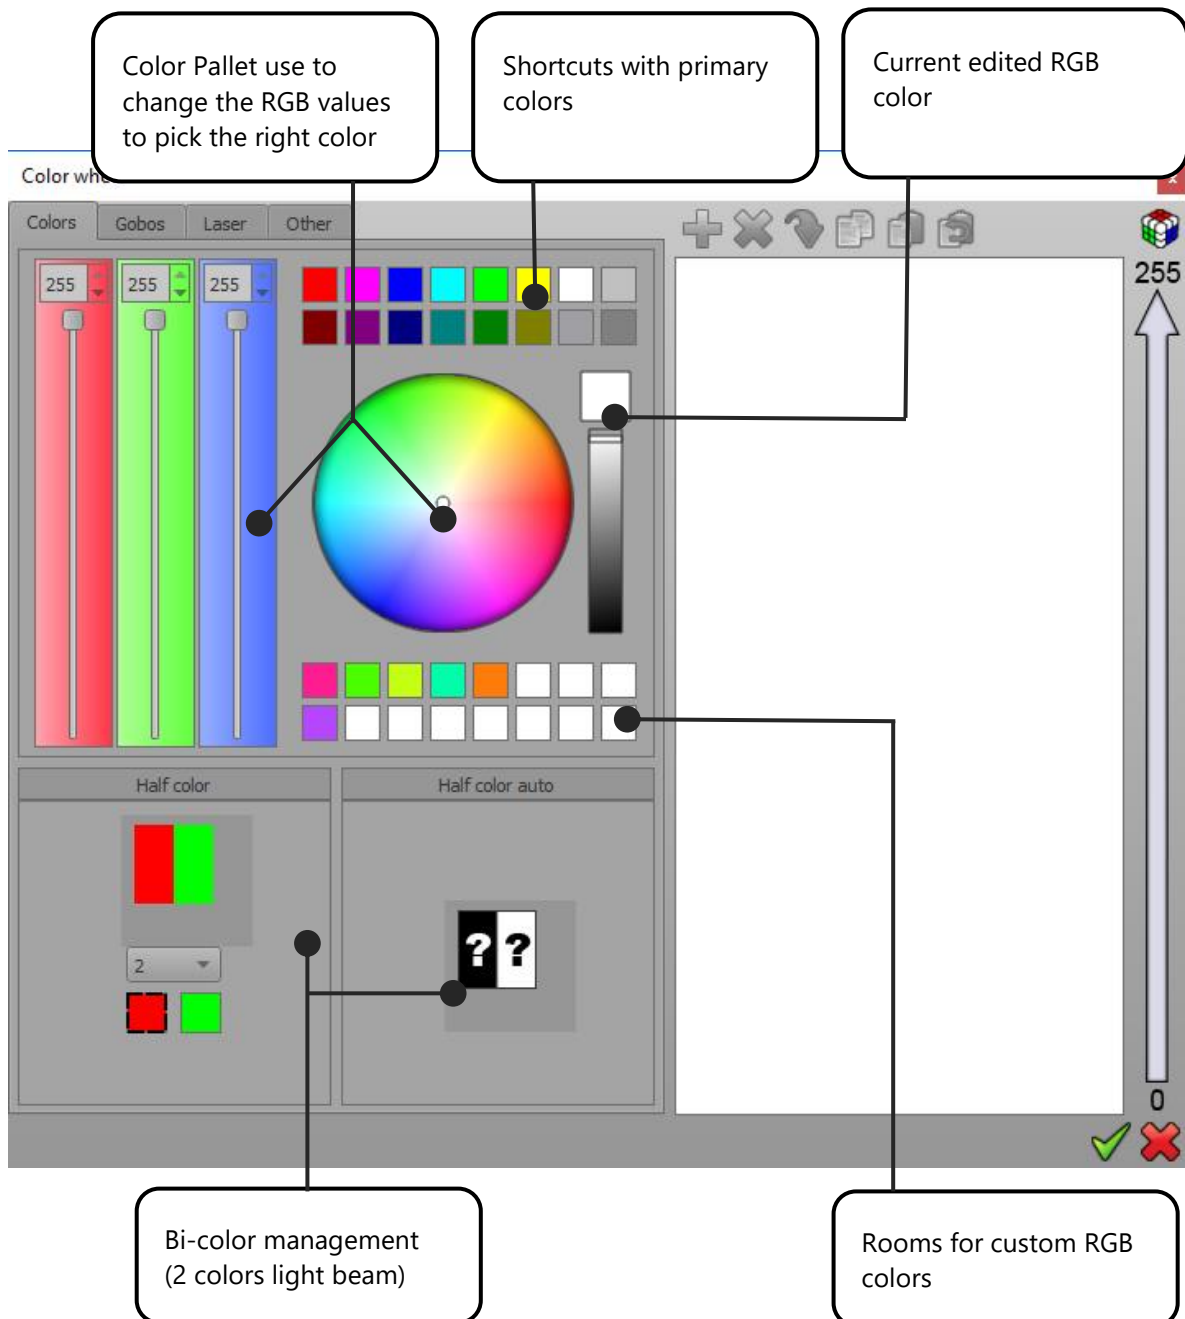 Color Pallet use to
change the RGB values
to pick the right color
Shortcuts with primary
colors
Current edited RGB
color
Color
Colors
Gobos
Laser
Other
255
255
255
255
Half color
Half color auto
2
? ?
0
Bi-color management
(2 colors light beam)
Rooms for custom RGB
colors